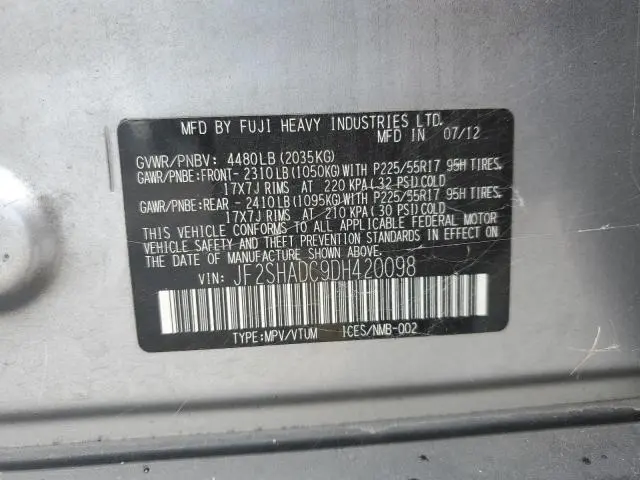 MFD BY FUJI HEAVY INDUSTRIES LTD.
MFD IN 07/12
GVWR/PNBV: 4480LB (2035KG)
GAWR/PNBE:FRONT- 2310LB(1050KG)WITH P225/55R17 95H TIRES,
17X7J RIMS AT 220 KPA (32 PSI)COLD
GAWR/PNBE:REAR - 2410LB(1095KG)WITH P225/55R17 95H TIRES,
17X7J RIMS AT 210 KPA (30 PSI)COLD
THIS VEHICLE CONFORMS TO ALL APPLICABLE FEDERAL MOTOR
VEHICLE SAFETY AND THEFT PREVENTION STANDARDS IN EFFECT ON
THE DATE OF MANUFACTURE SHOWN ABOVE.
VIN: JF2SHADC9DH420098
TYPE:MPV/VTUM ICES/NMB-002